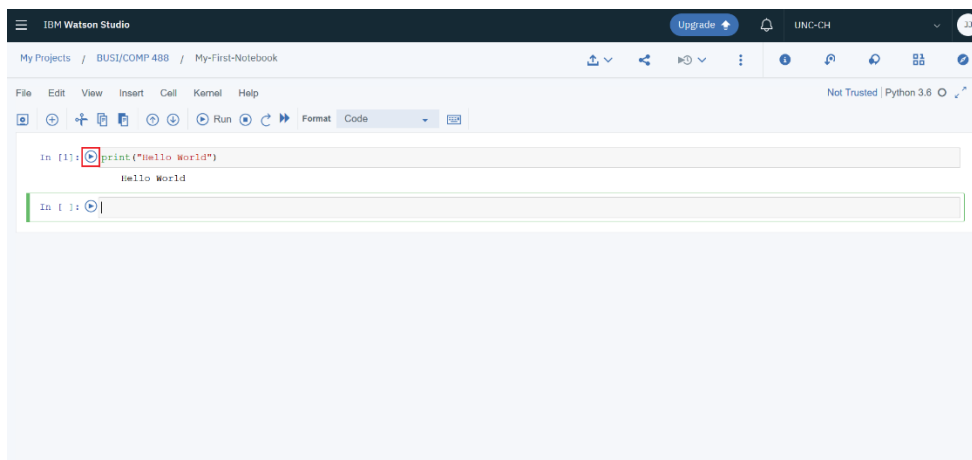 IBM Watson Studio Upgrade UNC-CH JJ
My Projects / BUSI/COMP 488 / My-First-Notebook
File Edit View Insert Cell Kernel Help Not Trusted | Python 3.6
Run Format Code
In [1]: print("Hello World")
Hello World
In [ ]: